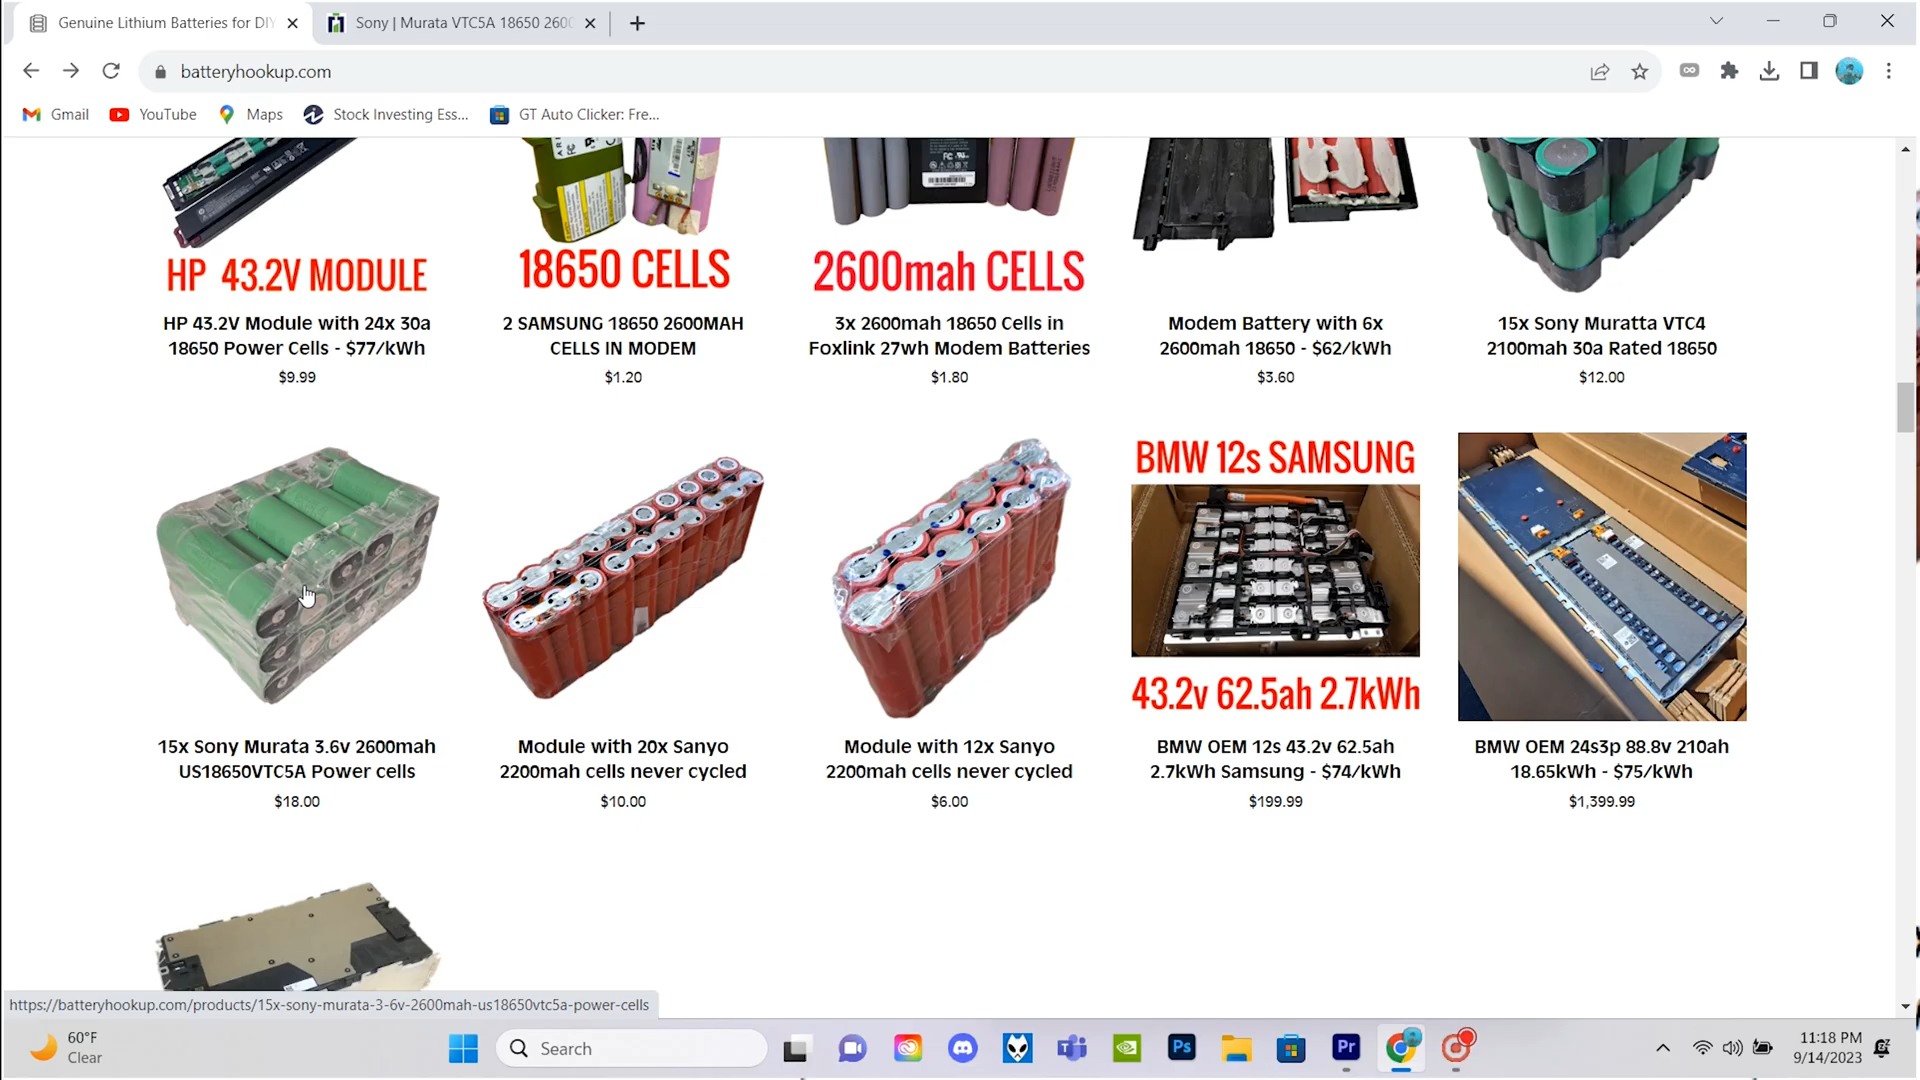 Genuine Lithium Batteries for DIY
Sony | Murata VTC5A 18650 2600
batteryhookup.com
Gmail
YouTube
Maps
Stock Investing Ess...
GT Auto Clicker: Fre...
HP 43.2V MODULE
18650 CELLS
2600mah CELLS
HP 43.2V Module with 24x 30a
18650 Power Cells - $77/kWh
$9.99
2 SAMSUNG 18650 2600MAH
CELLS IN MODEM
$1.20
3x 2600mah 18650 Cells in
Foxlink 27wh Modem Batteries
$1.80
Modem Battery with 6x
2600mah 18650 - $62/kWh
$3.60
15x Sony Muratta VTC4
2100mah 30a Rated 18650
$12.00
BMW 12s SAMSUNG
43.2v 62.5ah 2.7kWh
15x Sony Murata 3.6v 2600mah
US18650VTC5A Power cells
$18.00
Module with 20x Sanyo
2200mah cells never cycled
$10.00
Module with 12x Sanyo
2200mah cells never cycled
$6.00
BMW OEM 12s 43.2v 62.5ah
2.7kWh Samsung - $74/kWh
$199.99
BMW OEM 24s3p 88.8v 210ah
18.65kWh - $75/kWh
$1,399.99
https://batteryhookup.com/products/15x-sony-murata-3-6v-2600mah-us18650vtc5a-power-cells
60°F
Clear
Search
Ps
Pr
11:18 PM
9/14/2023